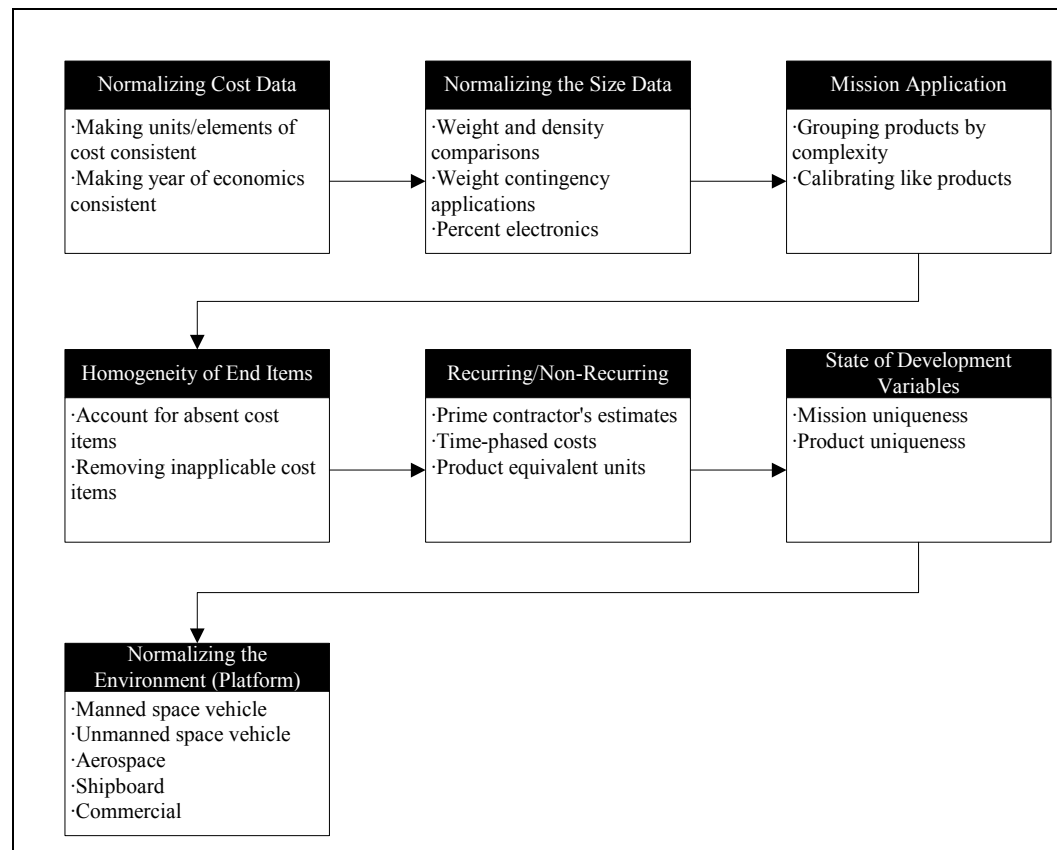 Normalizing Cost Data
·Making units/elements of
cost consistent
·Making year of economics
consistent
Normalizing the Size Data
·Weight and density
comparisons
·Weight contingency
applications
·Percent electronics
Mission Application
·Grouping products by
complexity
·Calibrating like products
Homogeneity of End Items
·Account for absent cost
items
·Removing inapplicable cost
items
Recurring/Non-Recurring
·Prime contractor's estimates
·Time-phased costs
·Product equivalent units
State of Development
Variables
·Mission uniqueness
·Product uniqueness
Normalizing the
Environment (Platform)
·Manned space vehicle
·Unmanned space vehicle
·Aerospace
·Shipboard
·Commercial